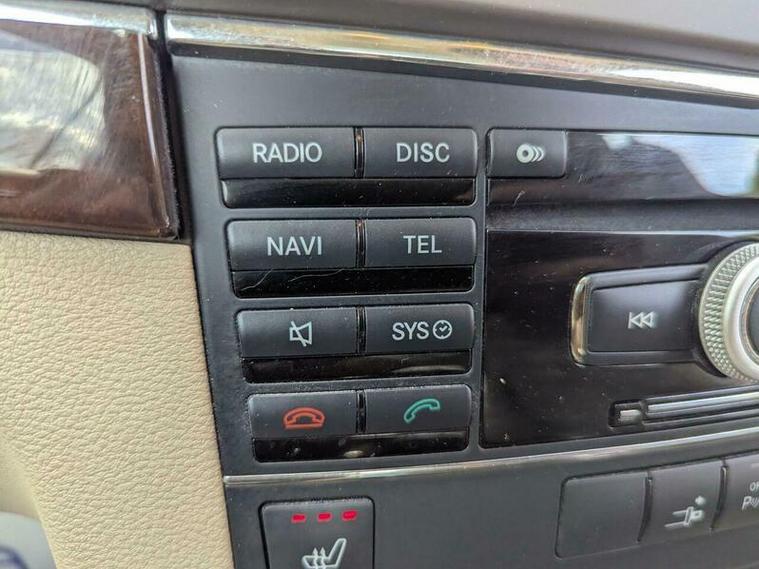 RADIO DISC
NAVI TEL
SYS